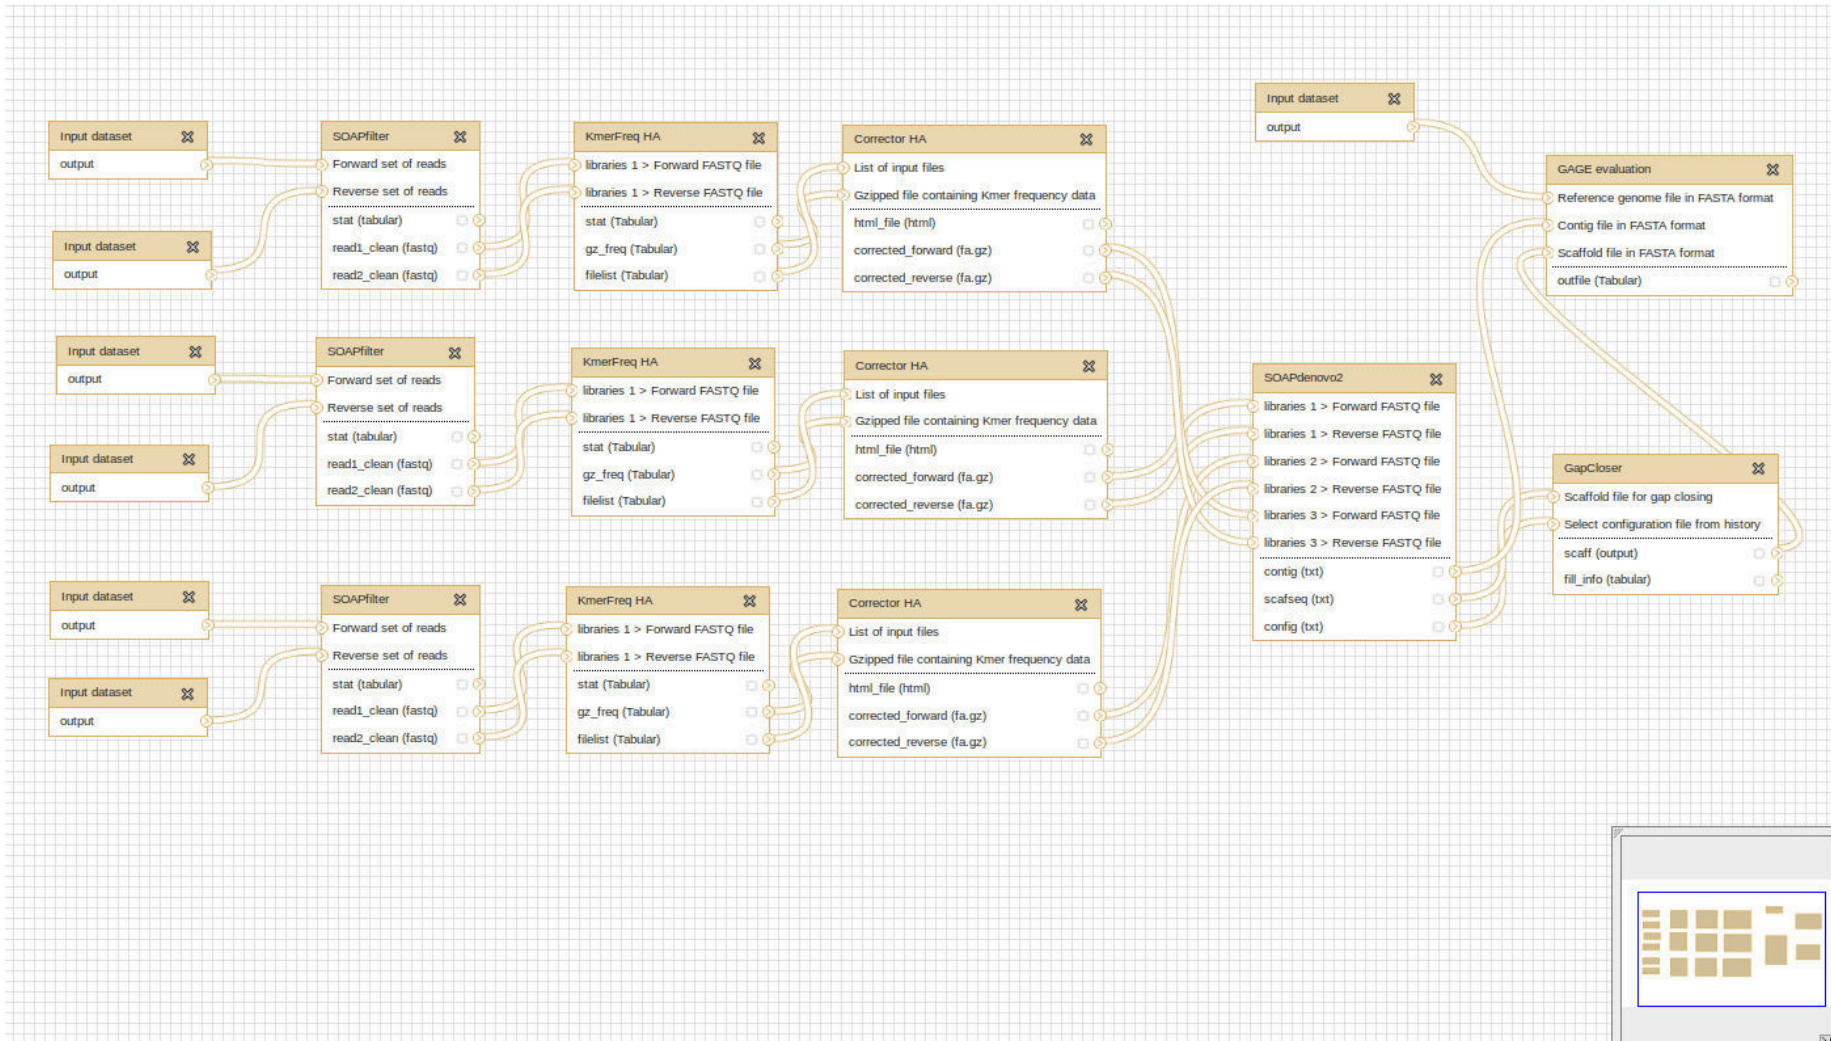 Input dataset
output
Input dataset
output
SOAPfilter
Forward set of reads
Reverse set of reads
stat (tabular)
read1_clean (fastq)
read2_clean (fastq)
KmerFreq HA
libraries 1 > Forward FASTQ file
libraries 1 > Reverse FASTQ file
stat (Tabular)
gz_freq (Tabular)
filelist (Tabular)
Corrector HA
List of input files
Gzipped file containing Kmer frequency data
html_file (html)
corrected_forward (fa.gz)
corrected_reverse (fa.gz)
Input dataset
output
Input dataset
output
SOAPfilter
Forward set of reads
Reverse set of reads
stat (tabular)
read1_clean (fastq)
read2_clean (fastq)
KmerFreq HA
libraries 1 > Forward FASTQ file
libraries 1 > Reverse FASTQ file
stat (Tabular)
gz_freq (Tabular)
filelist (Tabular)
Corrector HA
List of input files
Gzipped file containing Kmer frequency data
html_file (html)
corrected_forward (fa.gz)
corrected_reverse (fa.gz)
Input dataset
output
Input dataset
output
SOAPfilter
Forward set of reads
Reverse set of reads
stat (tabular)
read1_clean (fastq)
read2_clean (fastq)
KmerFreq HA
libraries 1 > Forward FASTQ file
libraries 1 > Reverse FASTQ file
stat (Tabular)
gz_freq (Tabular)
filelist (Tabular)
Corrector HA
List of input files
Gzipped file containing Kmer frequency data
html_file (html)
corrected_forward (fa.gz)
corrected_reverse (fa.gz)
Input dataset
output
SOAPdenovo2
libraries 1 > Forward FASTQ file
libraries 1 > Reverse FASTQ file
libraries 2 > Forward FASTQ file
libraries 2 > Reverse FASTQ file
libraries 3 > Forward FASTQ file
libraries 3 > Reverse FASTQ file
contig (txt)
scafseq (txt)
config (txt)
GAGE evaluation
Reference genome file in FASTA format
Contig file in FASTA format
Scaffold file in FASTA format
outfile (Tabular)
GapCloser
Scaffold file for gap closing
Select configuration file from history
scaff (output)
fill_info (tabular)